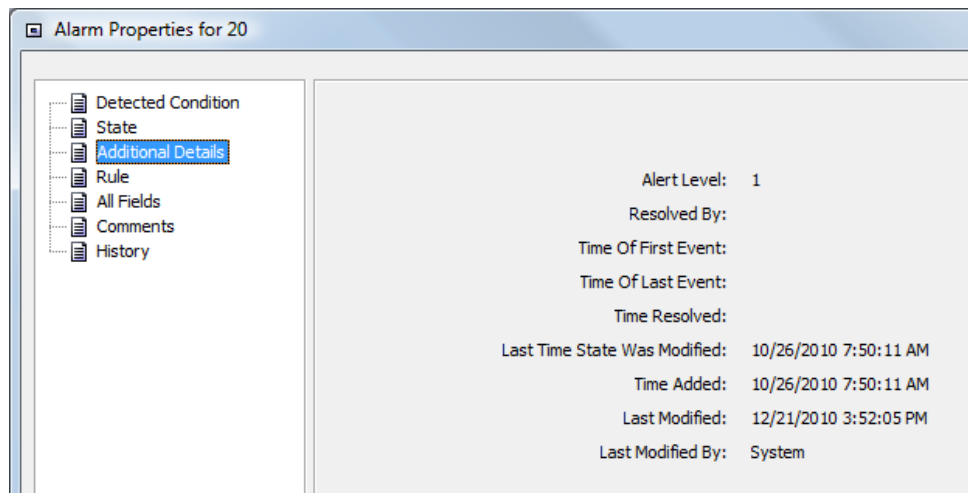 Alarm Properties for 20
Detected Condition
State
Additional Details
Rule
All Fields
Comments
History
Alert Level: 1
Resolved By:
Time Of First Event:
Time Of Last Event:
Time Resolved:
Last Time State Was Modified: 10/26/2010 7:50:11 AM
Time Added: 10/26/2010 7:50:11 AM
Last Modified: 12/21/2010 3:52:05 PM
Last Modified By: System